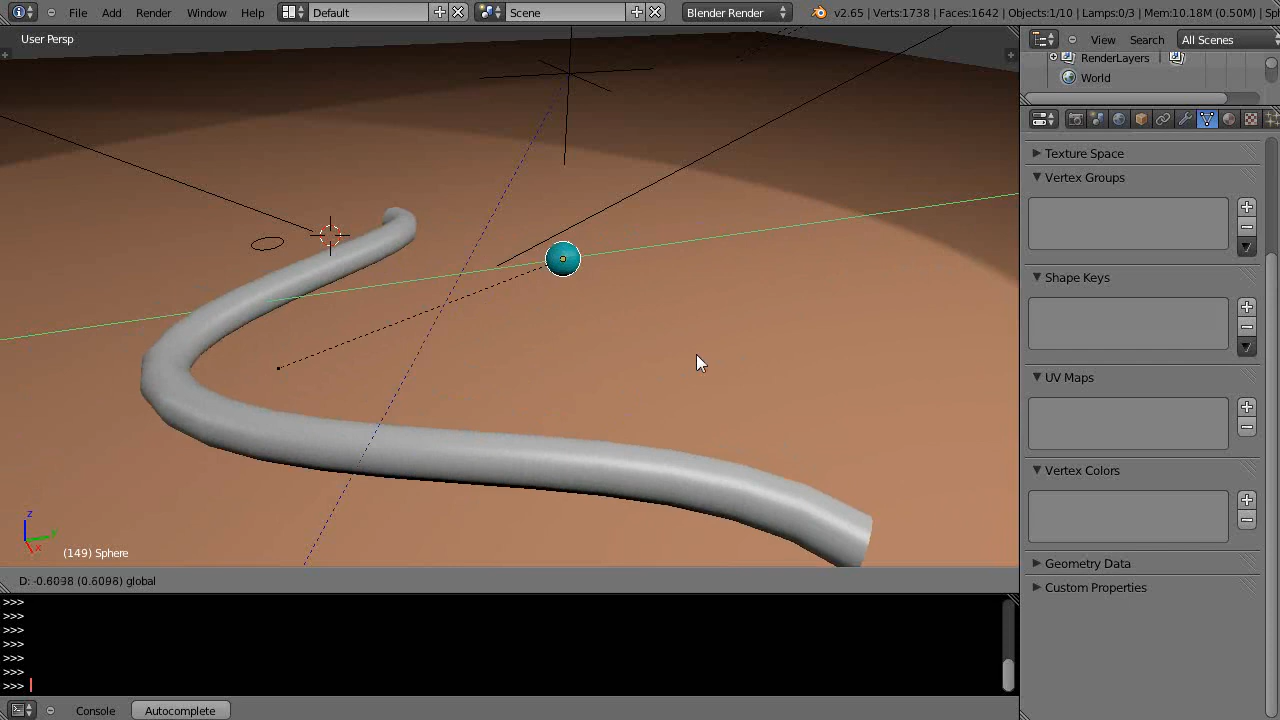 File Add Render Window Help Default Scene Blender Render v2.65 | Verts:1738 | Faces:1642 | Objects:1/10 | Lamps:0/3 | Mem:10.18M (0.50M) | Sp
User Persp
View Search All Scenes
RenderLayers |
World
Texture Space
Vertex Groups
Shape Keys
UV Maps
Vertex Colors
Geometry Data
Custom Properties
z
y
x
(149) Sphere
D: -0.6098 (0.6098) global
>>>
>>>
>>>
>>>
>>>
>>>
>>>
Console Autocomplete